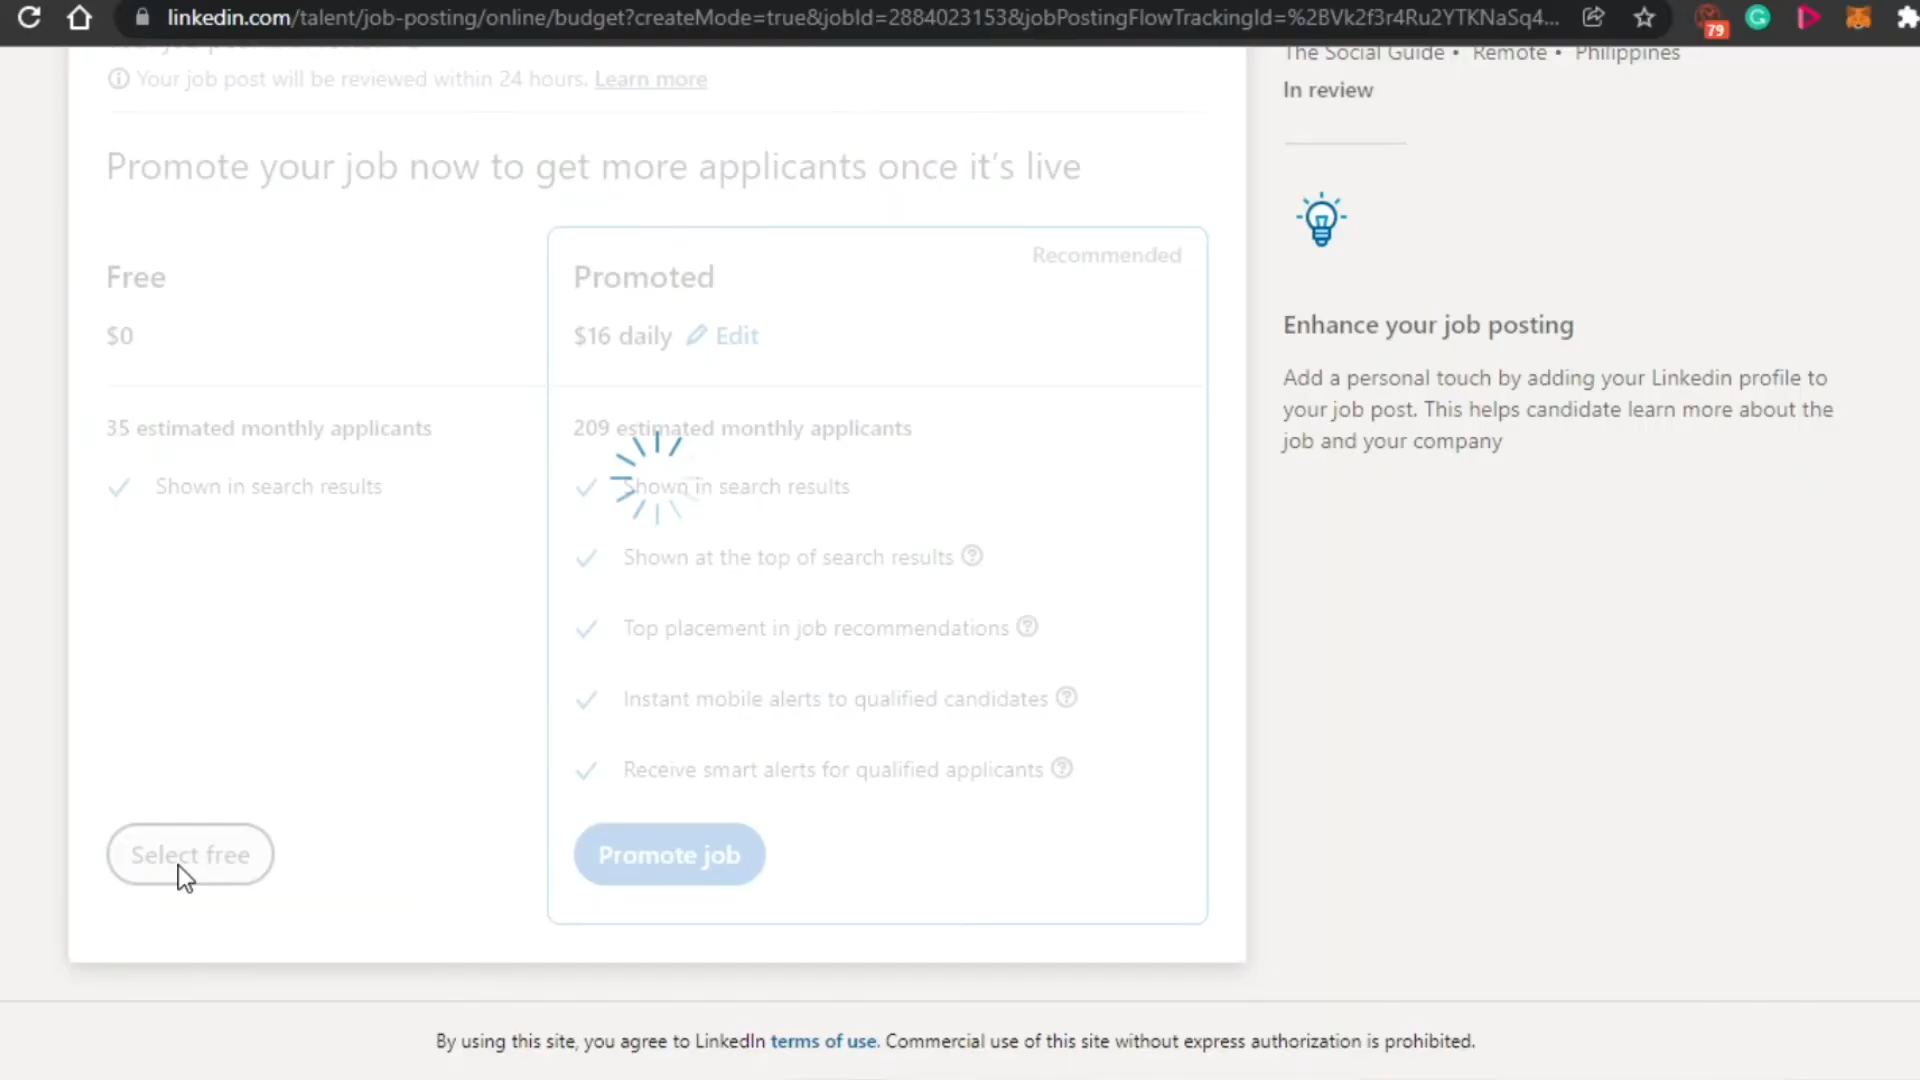 linkedin.com/talent/job-posting/online/budget?createMode=true&jobId=2884023153&jobPostingFlowTrackingId=%2BVk2f3r4Ru2YTKNaSq4...
79
The Social Guide • Remote • Philippines
Your job post will be reviewed within 24 hours. Learn more
In review
Promote your job now to get more applicants once it's live
Recommended
Free
Promoted
$0
$16 daily Edit
Enhance your job posting
Add a personal touch by adding your Linkedin profile to
your job post. This helps candidate learn more about the
job and your company
35 estimated monthly applicants
209 estimated monthly applicants
Shown in search results
Shown in search results
Shown at the top of search results
Top placement in job recommendations
Instant mobile alerts to qualified candidates
Receive smart alerts for qualified applicants
Select free
Promote job
By using this site, you agree to LinkedIn terms of use. Commercial use of this site without express authorization is prohibited.